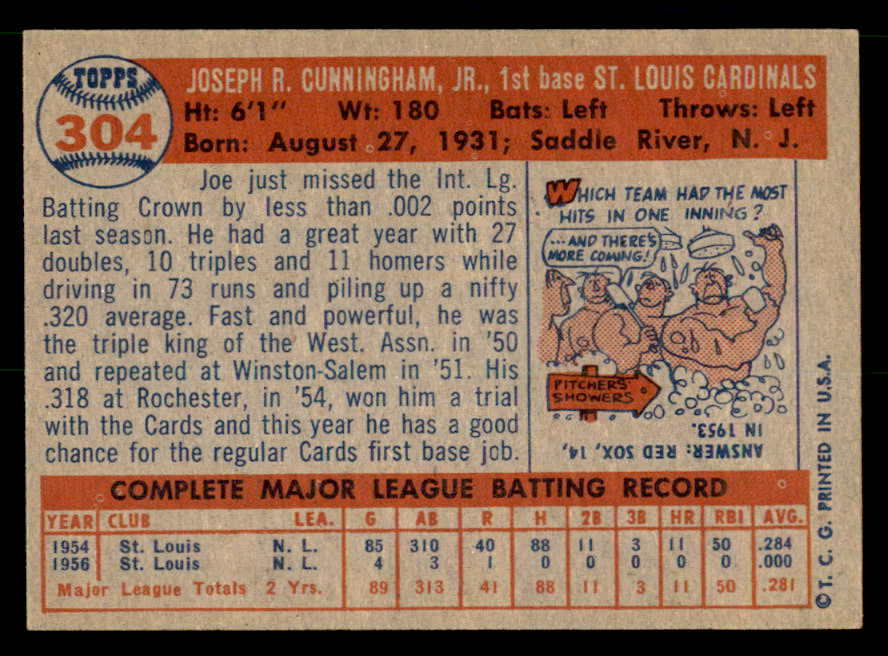 TOPPS
304
JOSEPH R. CUNNINGHAM, JR., 1st base ST. LOUIS CARDINALS
Ht: 6'1" Wt: 180 Bats: Left Throws: Left
Born: August 27, 1931; Saddle River, N. J.
Joe just missed the Int. Lg.
Batting Crown by less than .002 points
last season. He had a great year with 27
doubles, 10 triples and 11 homers while
driving in 73 runs and piling up a nifty
.320 average. Fast and powerful, he was
the triple king of the West. Assn. in '50
and repeated at Winston-Salem in '51. His
.318 at Rochester, in '54, won him a trial
with the Cards and this year he has a good
chance for the regular Cards first base job.
WHICH TEAM HAD THE MOST
HITS IN ONE INNING?
...AND THERE'S
MORE COMING!
PITCHERS'
SHOWERS
ANSWER: RED SOX, 14,
IN 1953.
COMPLETE MAJOR LEAGUE BATTING RECORD
YEAR CLUB LEA. G AB R H 2B 3B HR RBI AVG.
1954 St. Louis N. L. 85 310 40 88 11 3 11 50 .284
1956 St. Louis N. L. 4 3 1 0 0 0 0 0 .000
Major League Totals 2 Yrs. 89 313 41 88 11 3 11 50 .281
©T. C. G. PRINTED IN U.S.A.